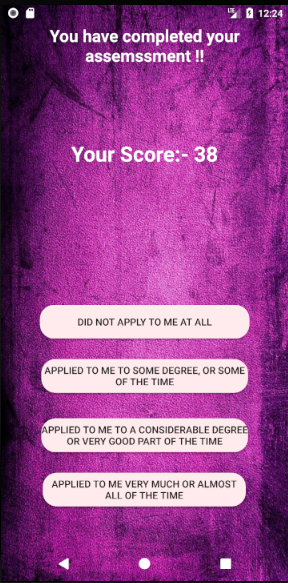 LTE 12:24
You have completed your
assemssment !!
Your Score:- 38
DID NOT APPLY TO ME AT ALL
APPLIED TO ME TO SOME DEGREE, OR SOME
OF THE TIME
APPLIED TO ME TO A CONSIDERABLE DEGREE
OR VERY GOOD PART OF THE TIME
APPLIED TO ME VERY MUCH OR ALMOST
ALL OF THE TIME